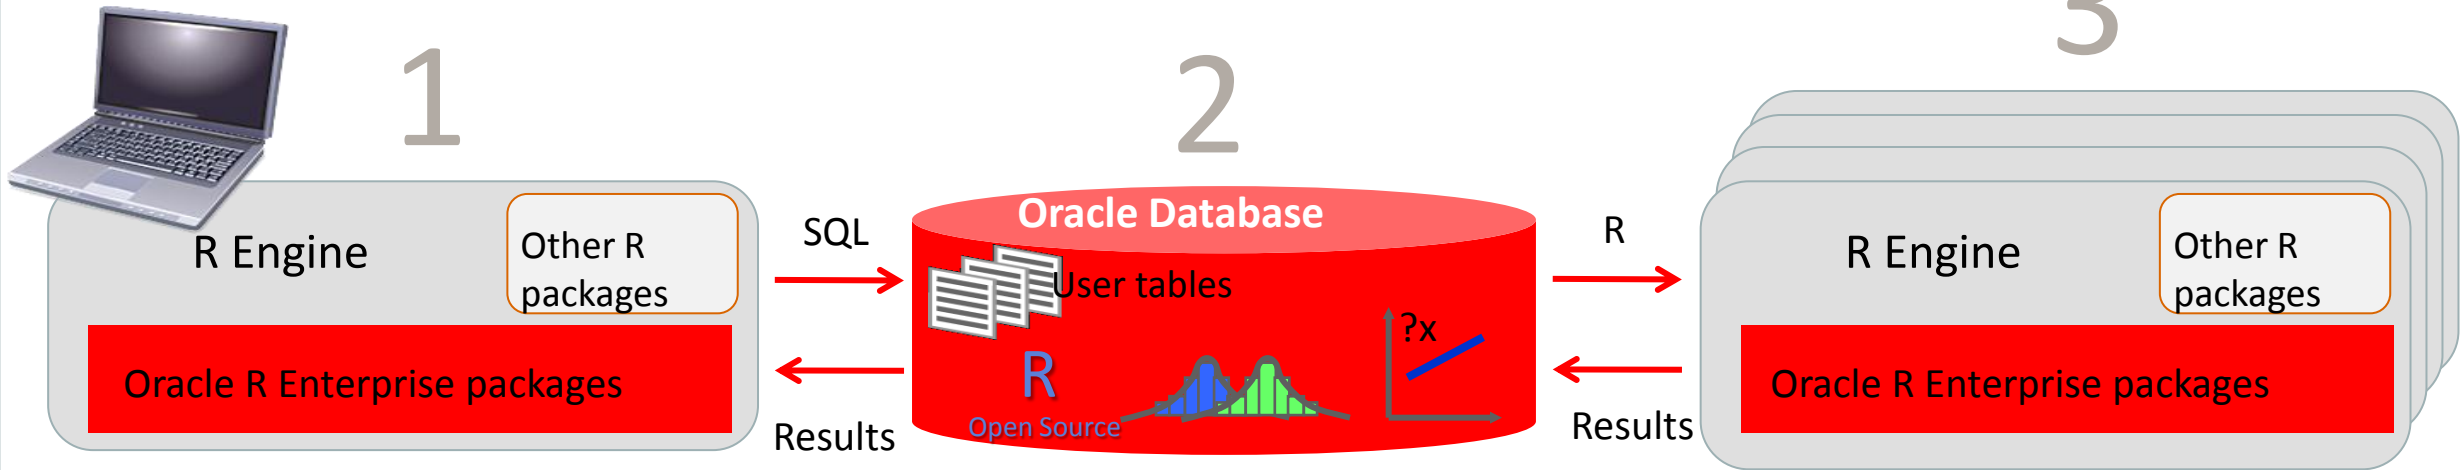 1
2
3
R Engine
Other R
packages
Oracle R Enterprise packages
SQL
Results
Oracle Database
User tables
?x
R
Open Source
R
Results
R Engine
Other R
packages
Oracle R Enterprise packages